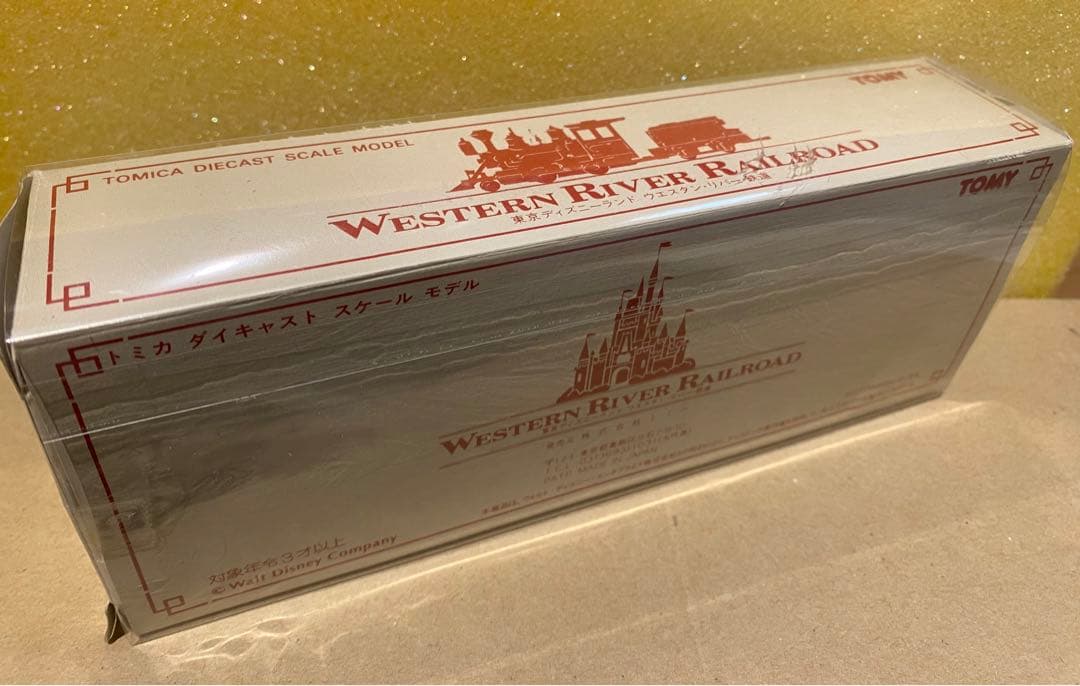 TOMICA DIECAST SCALE MODEL
TOMY
WESTERN RIVER RAILROAD
東京ディズニーランド ウエスタン・リバー鉄道
トミカ ダイキャスト スケール モデル
TOMY
WESTERN RIVER RAILROAD
MADE IN JAPAN
対象年令3才以上
©Walt Disney Company